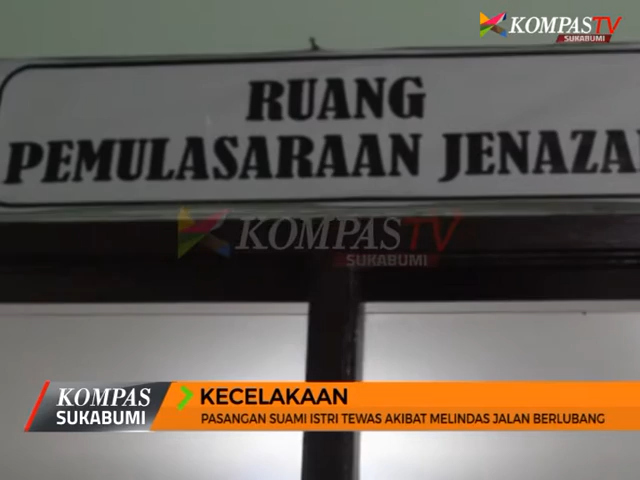 KOMPASTV
SUKABUMI
RUANG
PEMULASARAAN JENAZA
KOMPASTV
SUKABUMI
KOMPAS
SUKABUMI
KECELAKAAN
PASANGAN SUAMI ISTRI TEWAS AKIBAT MELINDAS JALAN BERLUBANG